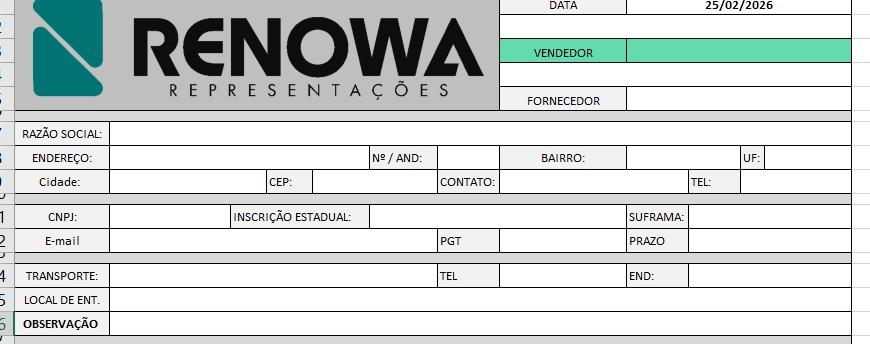 DATA 25/02/2026
RENOWA
REPRESENTAÇÕES
VENDEDOR
FORNECEDOR
RAZÃO SOCIAL:
ENDEREÇO: Nº / AND: BAIRRO: UF:
Cidade: CEP: CONTATO: TEL:
CNPJ: INSCRIÇÃO ESTADUAL: SUFRAMA:
E-mail PGT PRAZO
TRANSPORTE: TEL END:
LOCAL DE ENT.
OBSERVAÇÃO